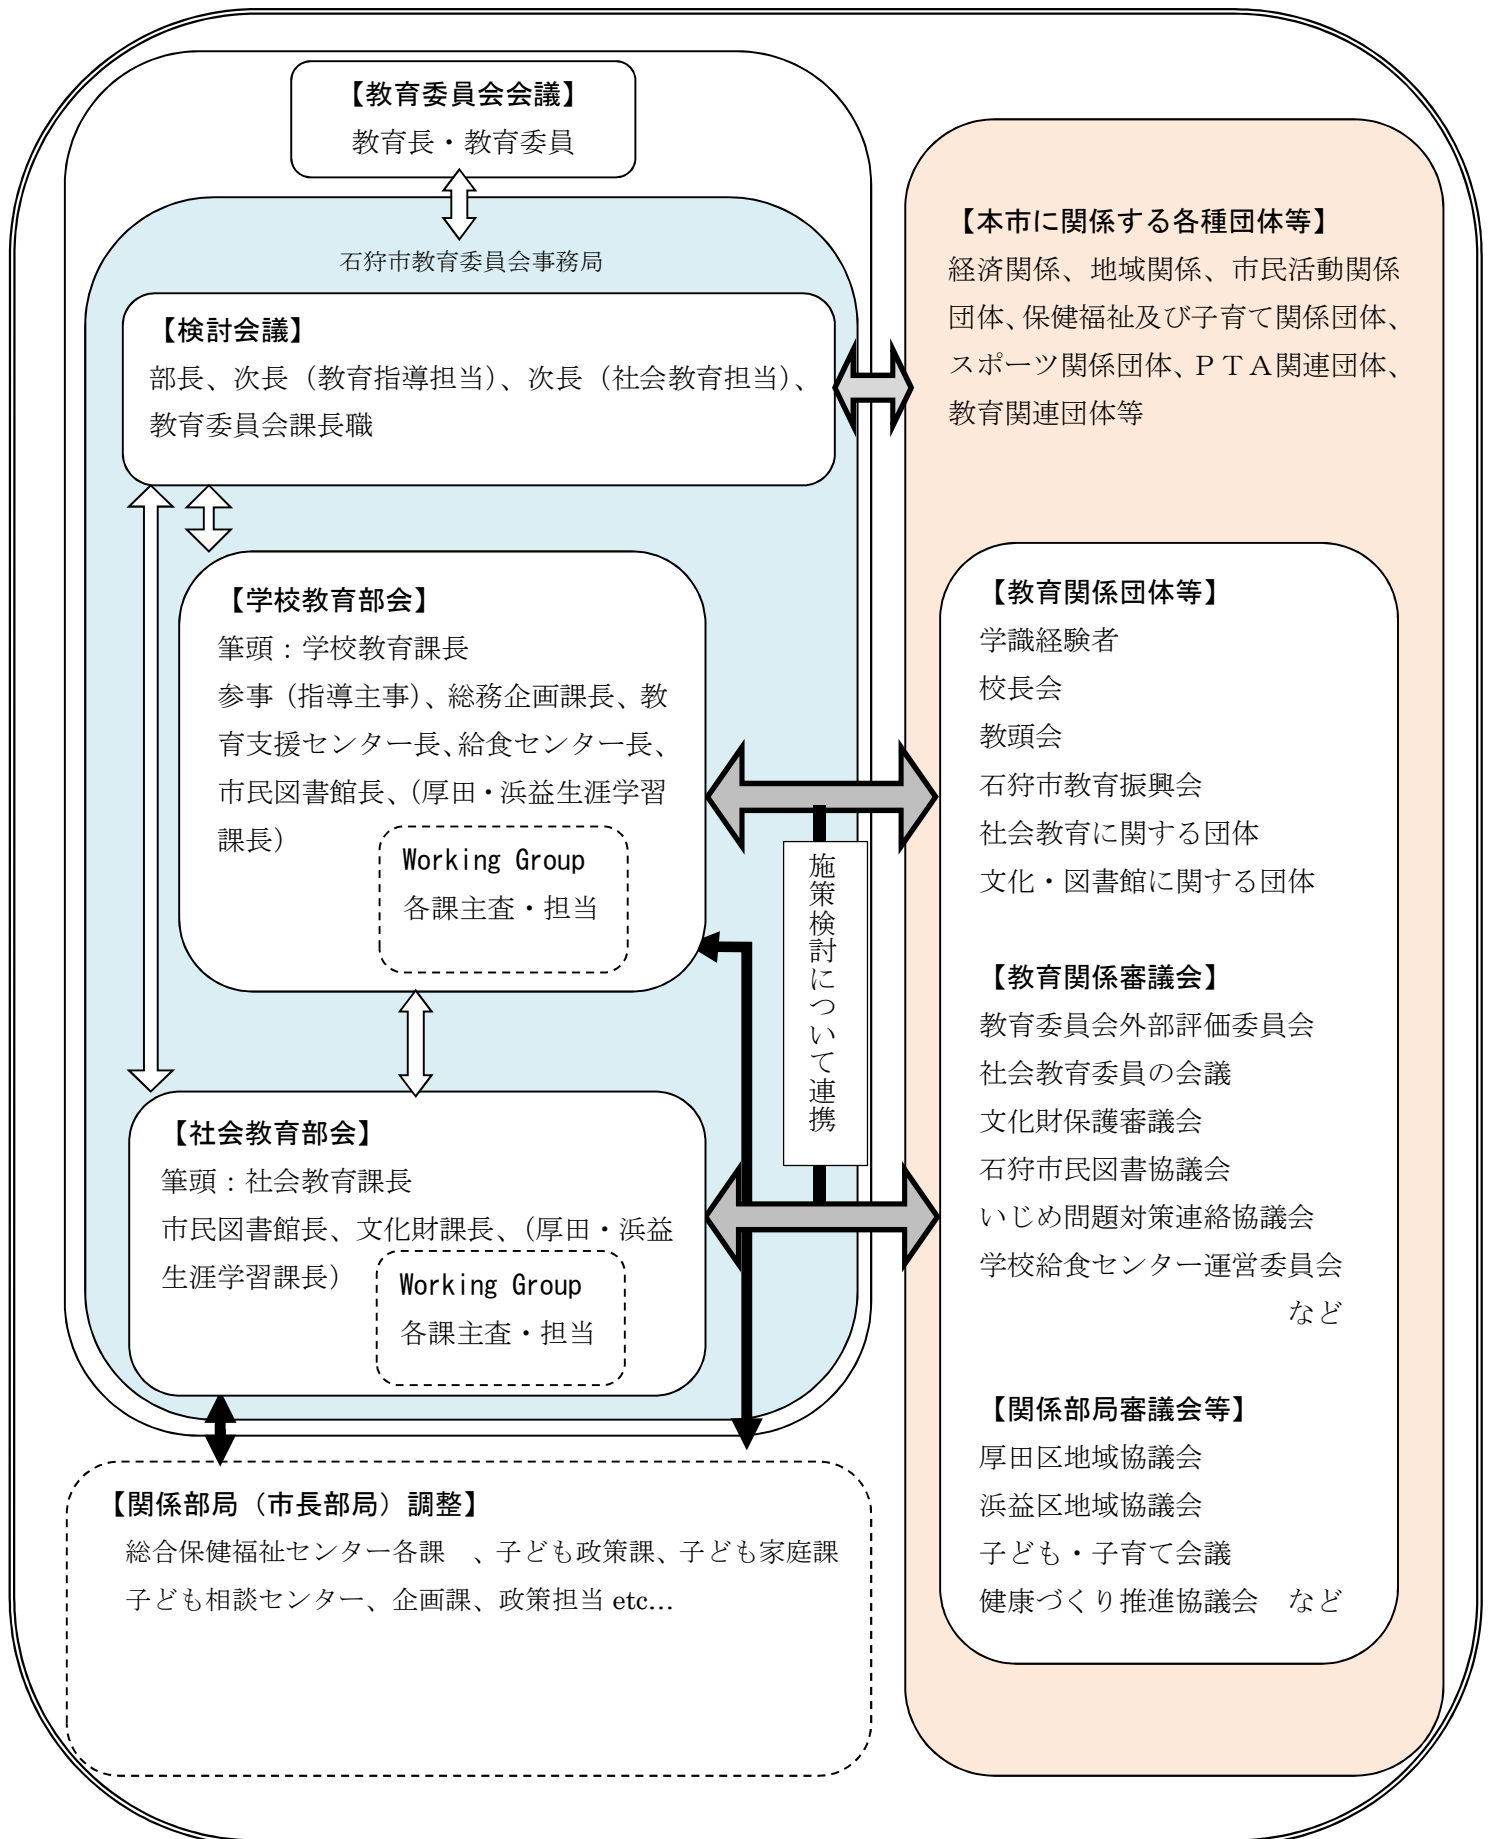 【教育委員会会議】
教育長・教育委員
石狩市教育委員会事務局
【検討会議】
部長、次長（教育指導担当）、次長（社会教育担当）、
教育委員会課長職
【学校教育部会】
筆頭：学校教育課長
参事（指導主事）、総務企画課長、教
育支援センター長、給食センター長、
市民図書館長、（厚田・浜益生涯学習
課長）
Working Group
各課主査・担当
【社会教育部会】
筆頭：社会教育課長
市民図書館長、文化財課長、（厚田・浜益
生涯学習課長）
Working Group
各課主査・担当
【関係部局（市長部局）調整】
総合保健福祉センター各課　、子ども政策課、子ども家庭課
子ども相談センター、企画課、政策担当 etc…
施策検討について連携
【本市に関係する各種団体等】
経済関係、地域関係、市民活動関係
団体、保健福祉及び子育て関係団体、
スポーツ関係団体、ＰＴＡ関連団体、
教育関連団体等
【教育関係団体等】
学識経験者
校長会
教頭会
石狩市教育振興会
社会教育に関する団体
文化・図書館に関する団体
【教育関係審議会】
教育委員会外部評価委員会
社会教育委員の会議
文化財保護審議会
石狩市民図書協議会
いじめ問題対策連絡協議会
学校給食センター運営委員会
など
【関係部局審議会等】
厚田区地域協議会
浜益区地域協議会
子ども・子育て会議
健康づくり推進協議会　など